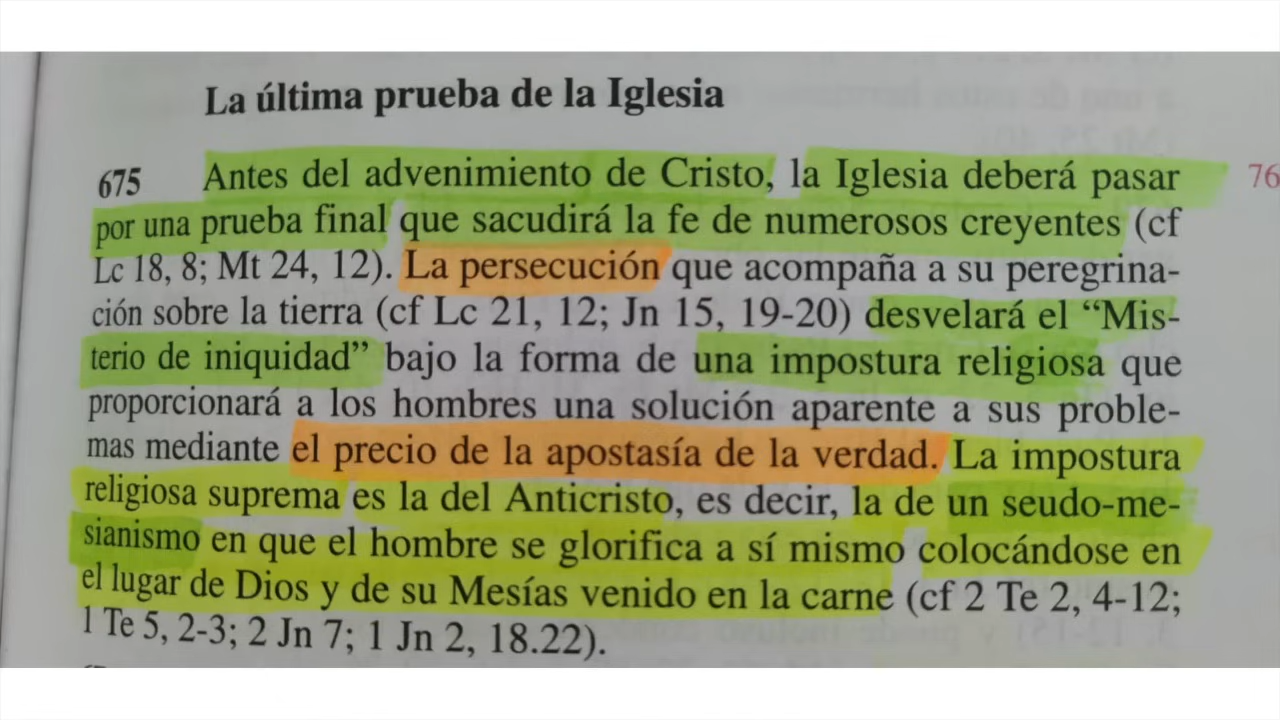 La última prueba de la Iglesia
675 Antes del advenimiento de Cristo, la Iglesia deberá pasar 76
por una prueba final que sacudirá la fe de numerosos creyentes (cf
Lc 18, 8; Mt 24, 12). La persecución que acompaña a su peregrina-
ción sobre la tierra (cf Lc 21, 12; Jn 15, 19-20) desvelará el “Mis-
terio de iniquidad” bajo la forma de una impostura religiosa que
proporcionará a los hombres una solución aparente a sus proble-
mas mediante el precio de la apostasía de la verdad. La impostura
religiosa suprema es la del Anticristo, es decir, la de un seudo-me-
sianismo en que el hombre se glorifica a sí mismo colocándose en
el lugar de Dios y de su Mesías venido en la carne (cf 2 Te 2, 4-12;
1 Te 5, 2-3; 2 Jn 7; 1 Jn 2, 18.22).